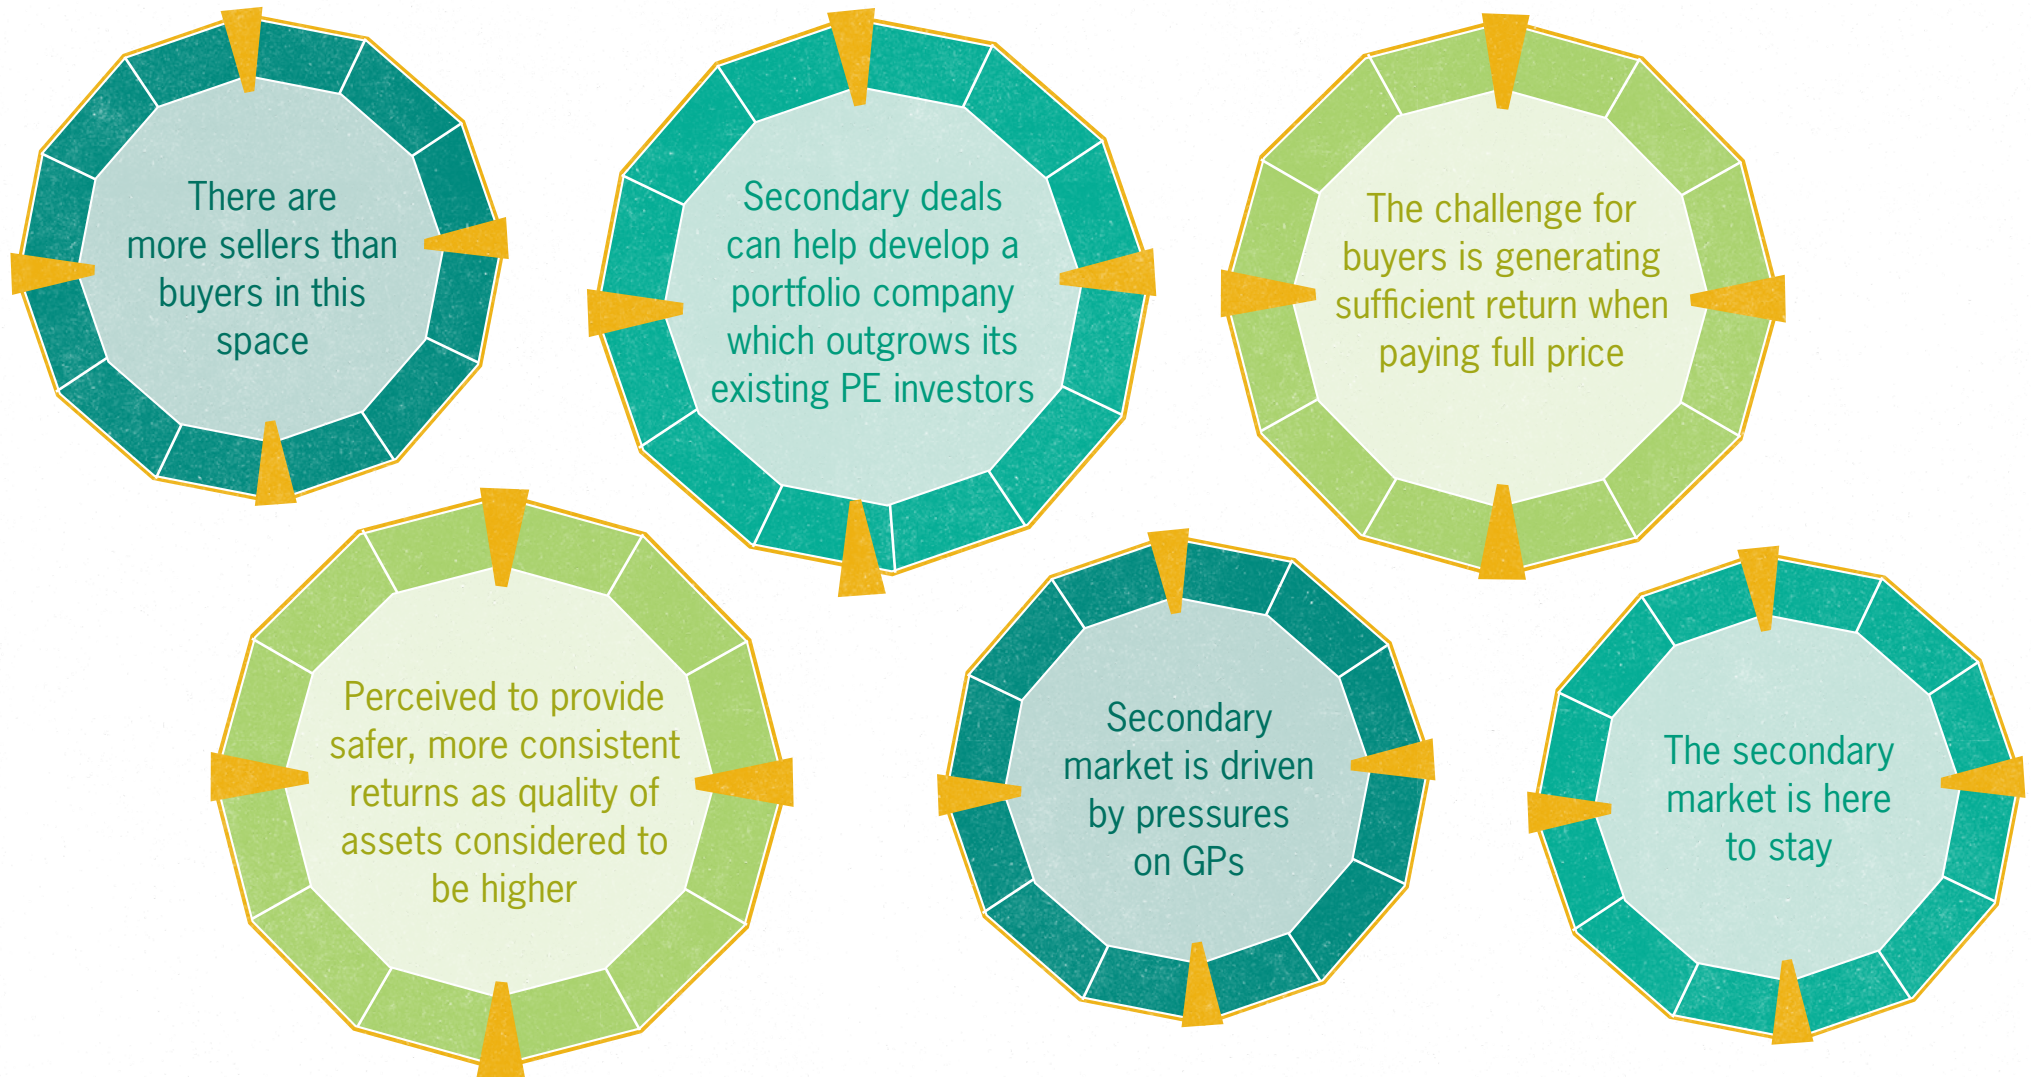 There are
more sellers than
buyers in this
space
Secondary deals
can help develop a
portfolio company
which outgrows its
existing PE investors
The challenge for
buyers is generating
sufficient return when
paying full price
Perceived to provide
safer, more consistent
returns as quality of
assets considered to
be higher
Secondary
market is driven
by pressures
on GPs
The secondary
market is here
to stay